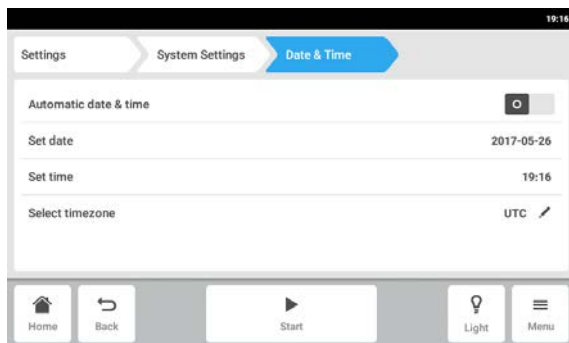 19:16
Settings
System Settings
Date & Time
Automatic date & time
Set date 2017-05-26
Set time 19:16
Select timezone UTC
Home
Back
Start
Light
Menu